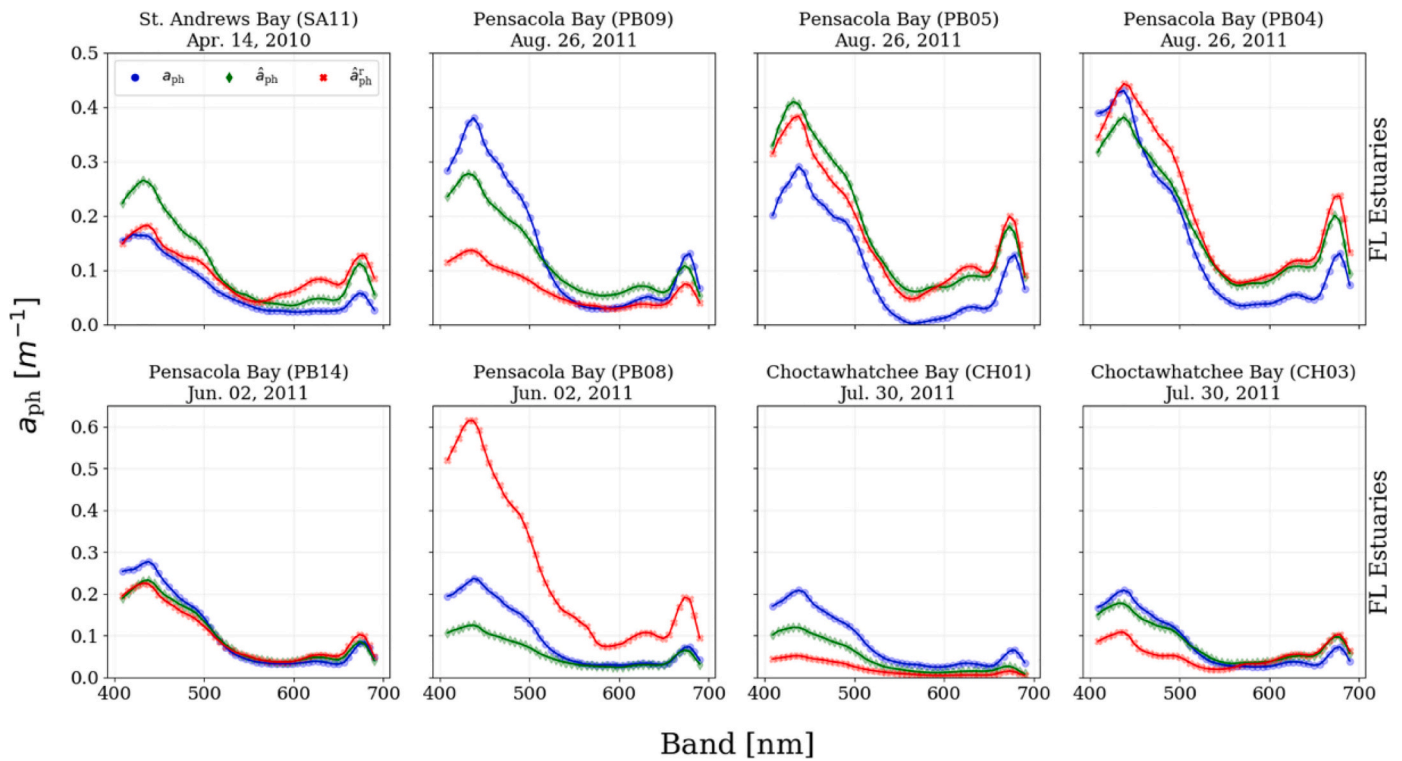 St. Andrews Bay (SA11)
Apr. 14, 2010
Pensacola Bay (PB09)
Aug. 26, 2011
Pensacola Bay (PB05)
Aug. 26, 2011
Pensacola Bay (PB04)
Aug. 26, 2011
a_ph â_ph â^r_ph
0.5
0.4
0.3
0.2
0.1
0.0
FL Estuaries
a_ph [m^−1]
Pensacola Bay (PB14)
Jun. 02, 2011
Pensacola Bay (PB08)
Jun. 02, 2011
Choctawhatchee Bay (CH01)
Jul. 30, 2011
Choctawhatchee Bay (CH03)
Jul. 30, 2011
0.6
0.5
0.4
0.3
0.2
0.1
0.0
FL Estuaries
400 500 600 700 400 500 600 700 400 500 600 700 400 500 600 700
Band [nm]